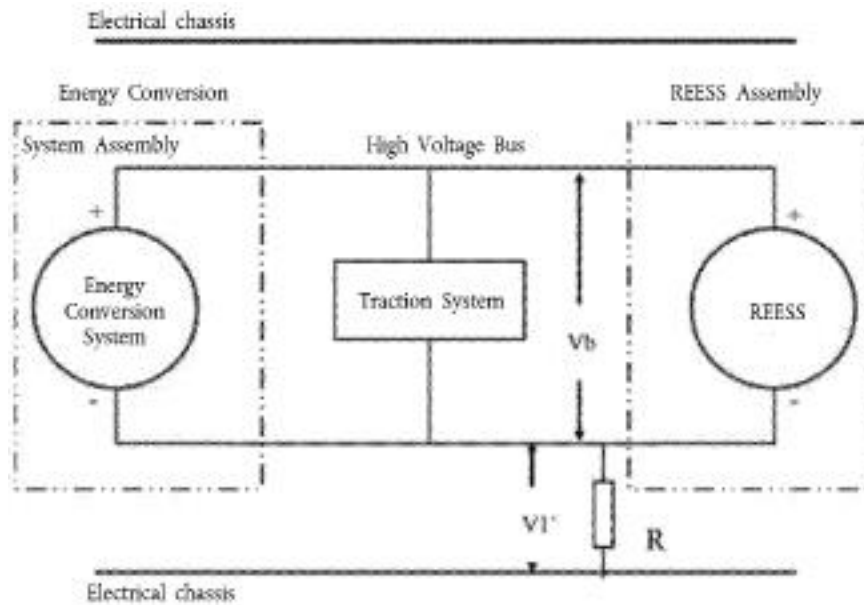 Electrical chassis
Energy Conversion
REESS Assembly
System Assembly
High Voltage Bus
+
+
Energy
Conversion
System
Traction System
Vb
REESS
-
-
V1'
R
Electrical chassis